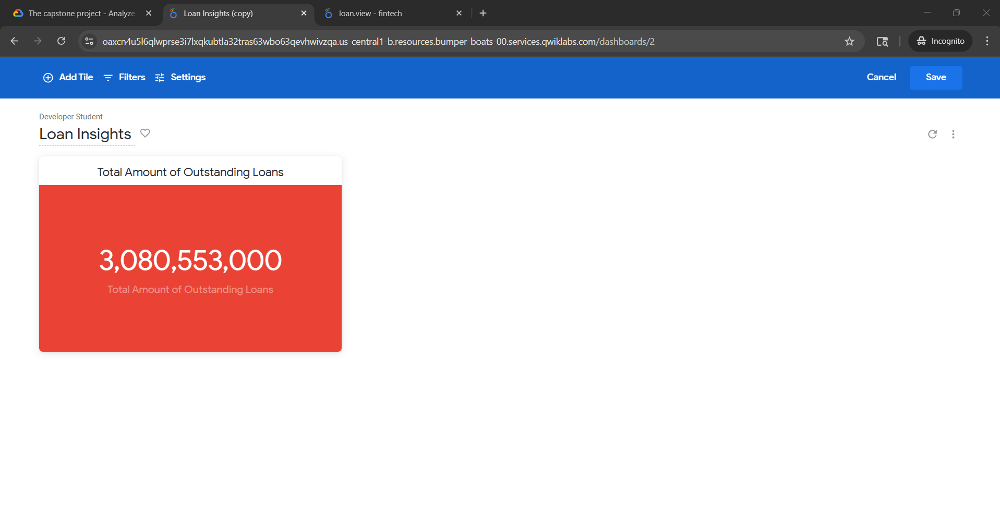 The capstone project - Analyze
Loan Insights (copy)
loan.view - fintech
oaxcn4u5l6qlwprse3i7lxqkubtla32tras63wbo63qevhwivzqa.us-central1-b.resources.bumper-boats-00.services.qwiklabs.com/dashboards/2
Incognito
Add Tile
Filters
Settings
Cancel
Save
Developer Student
Loan Insights
Total Amount of Outstanding Loans
3,080,553,000
Total Amount of Outstanding Loans